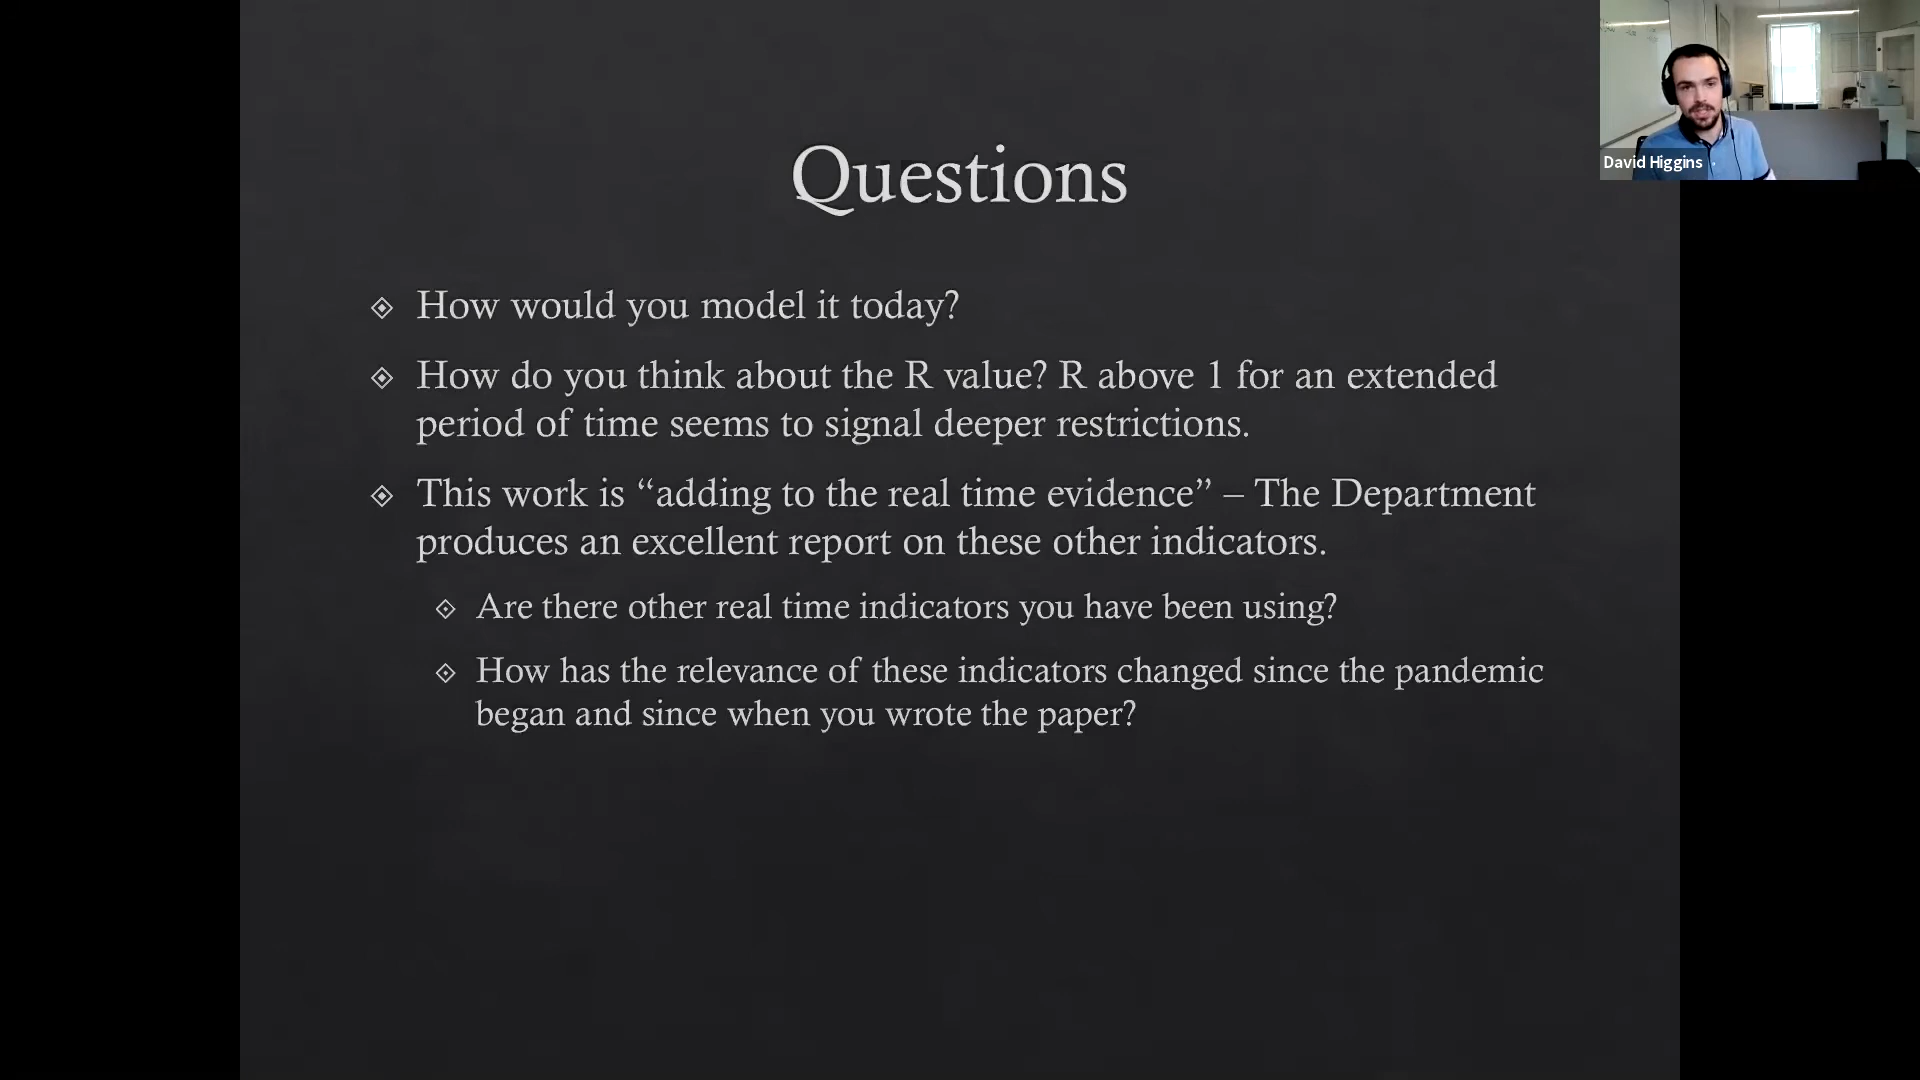 Questions
How would you model it today?
How do you think about the R value? R above 1 for an extended
period of time seems to signal deeper restrictions.
This work is “adding to the real time evidence” – The Department
produces an excellent report on these other indicators.
Are there other real time indicators you have been using?
How has the relevance of these indicators changed since the pandemic
began and since when you wrote the paper?
David Higgins